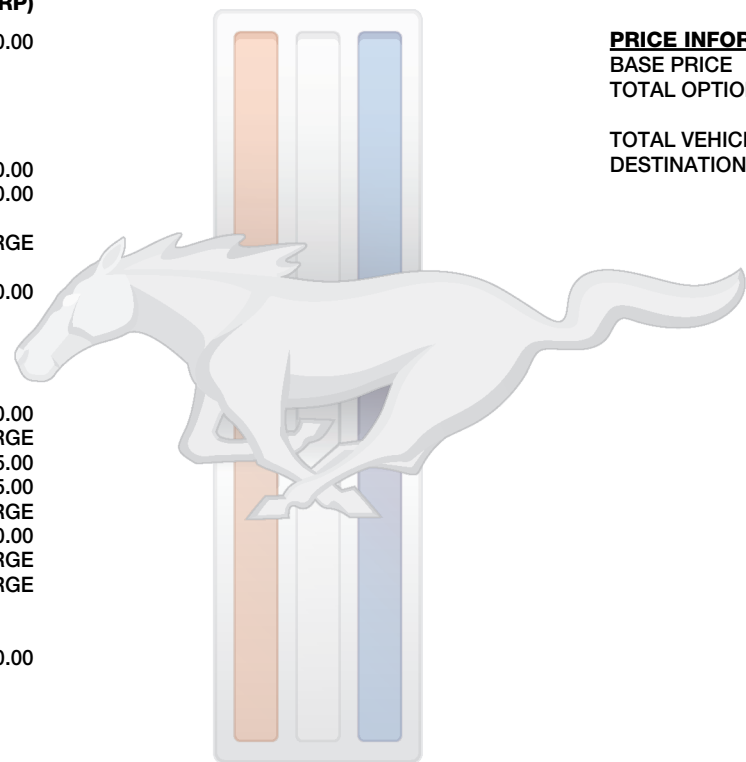 RP)
0.00
0.00
0.00
RGE
0.00
0.00
RGE
5.00
5.00
RGE
0.00
RGE
RGE
0.00
PRICE INFOR
BASE PRICE
TOTAL OPTIO
TOTAL VEHICL
DESTINATION